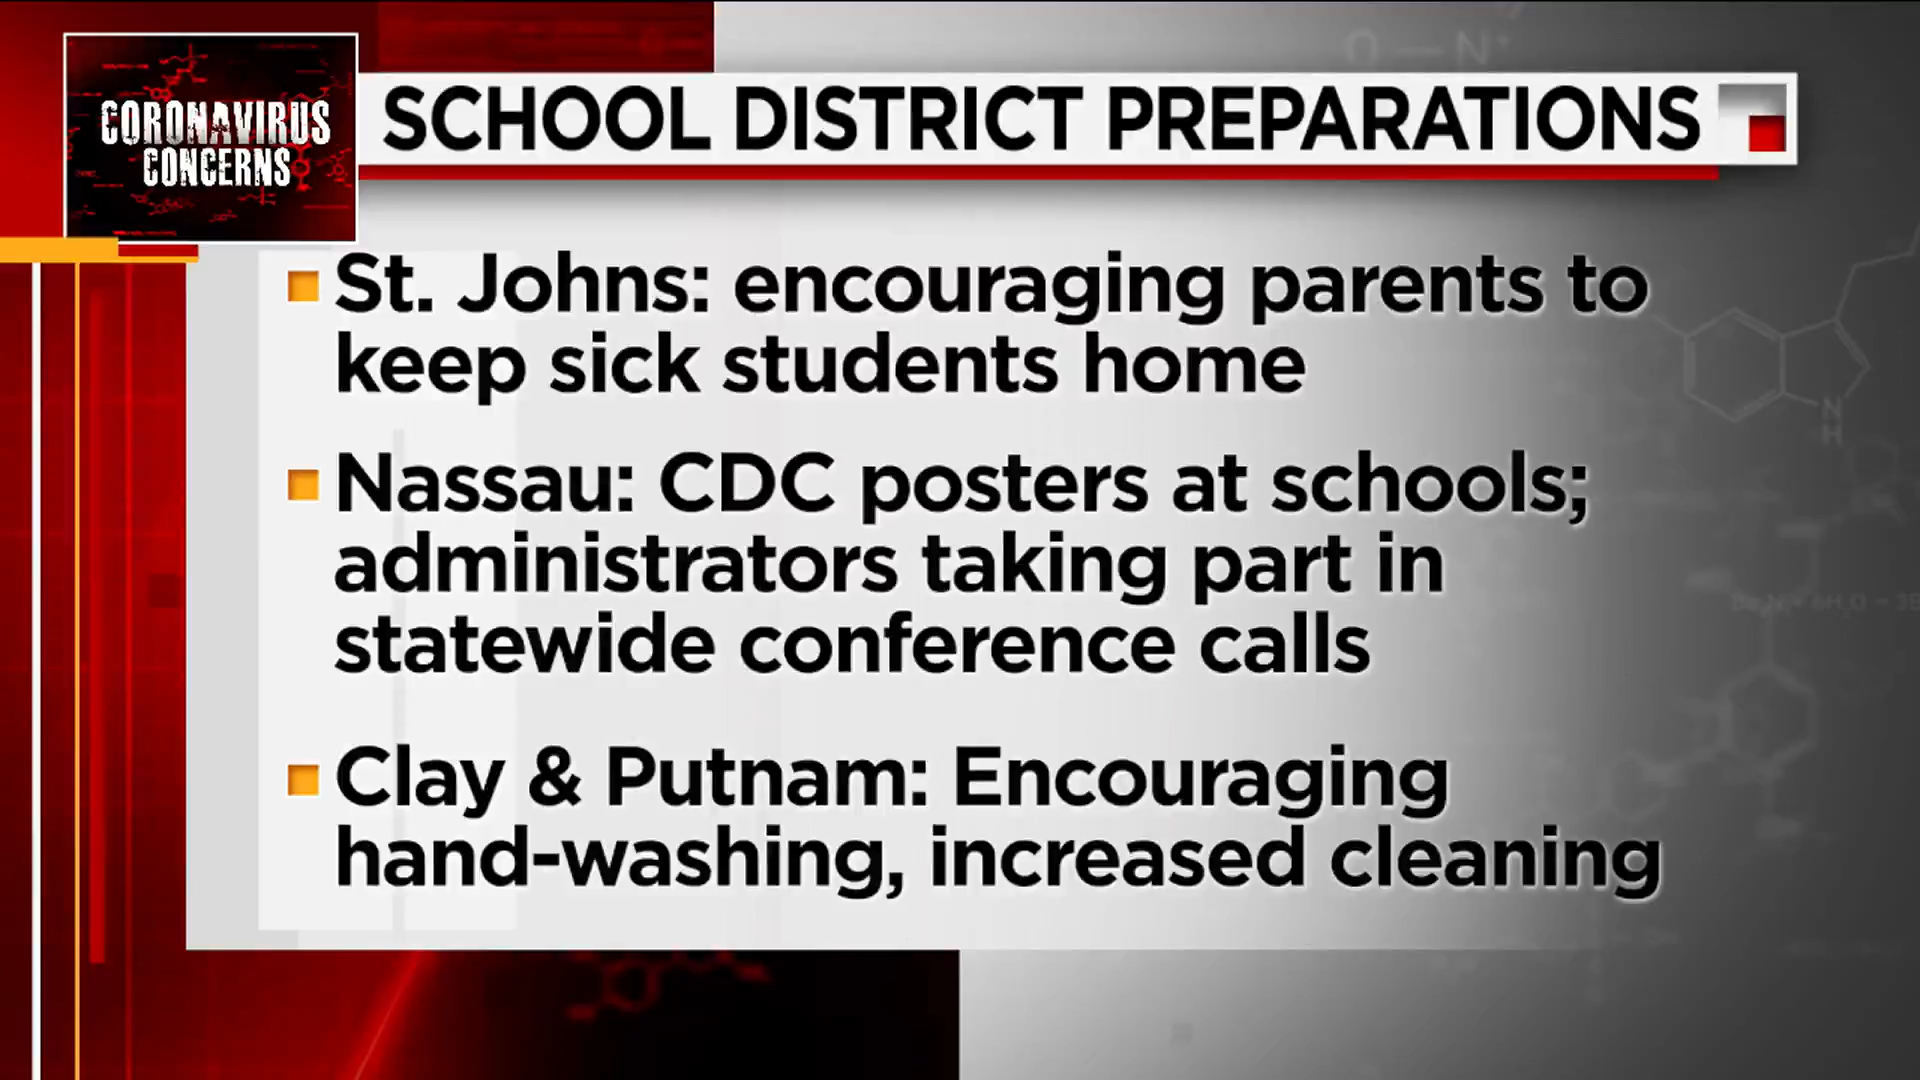 CORONAVIRUS
CONCERNS
SCHOOL DISTRICT PREPARATIONS
St. Johns: encouraging parents to
keep sick students home
Nassau: CDC posters at schools;
administrators taking part in
statewide conference calls
Clay & Putnam: Encouraging
hand-washing, increased cleaning